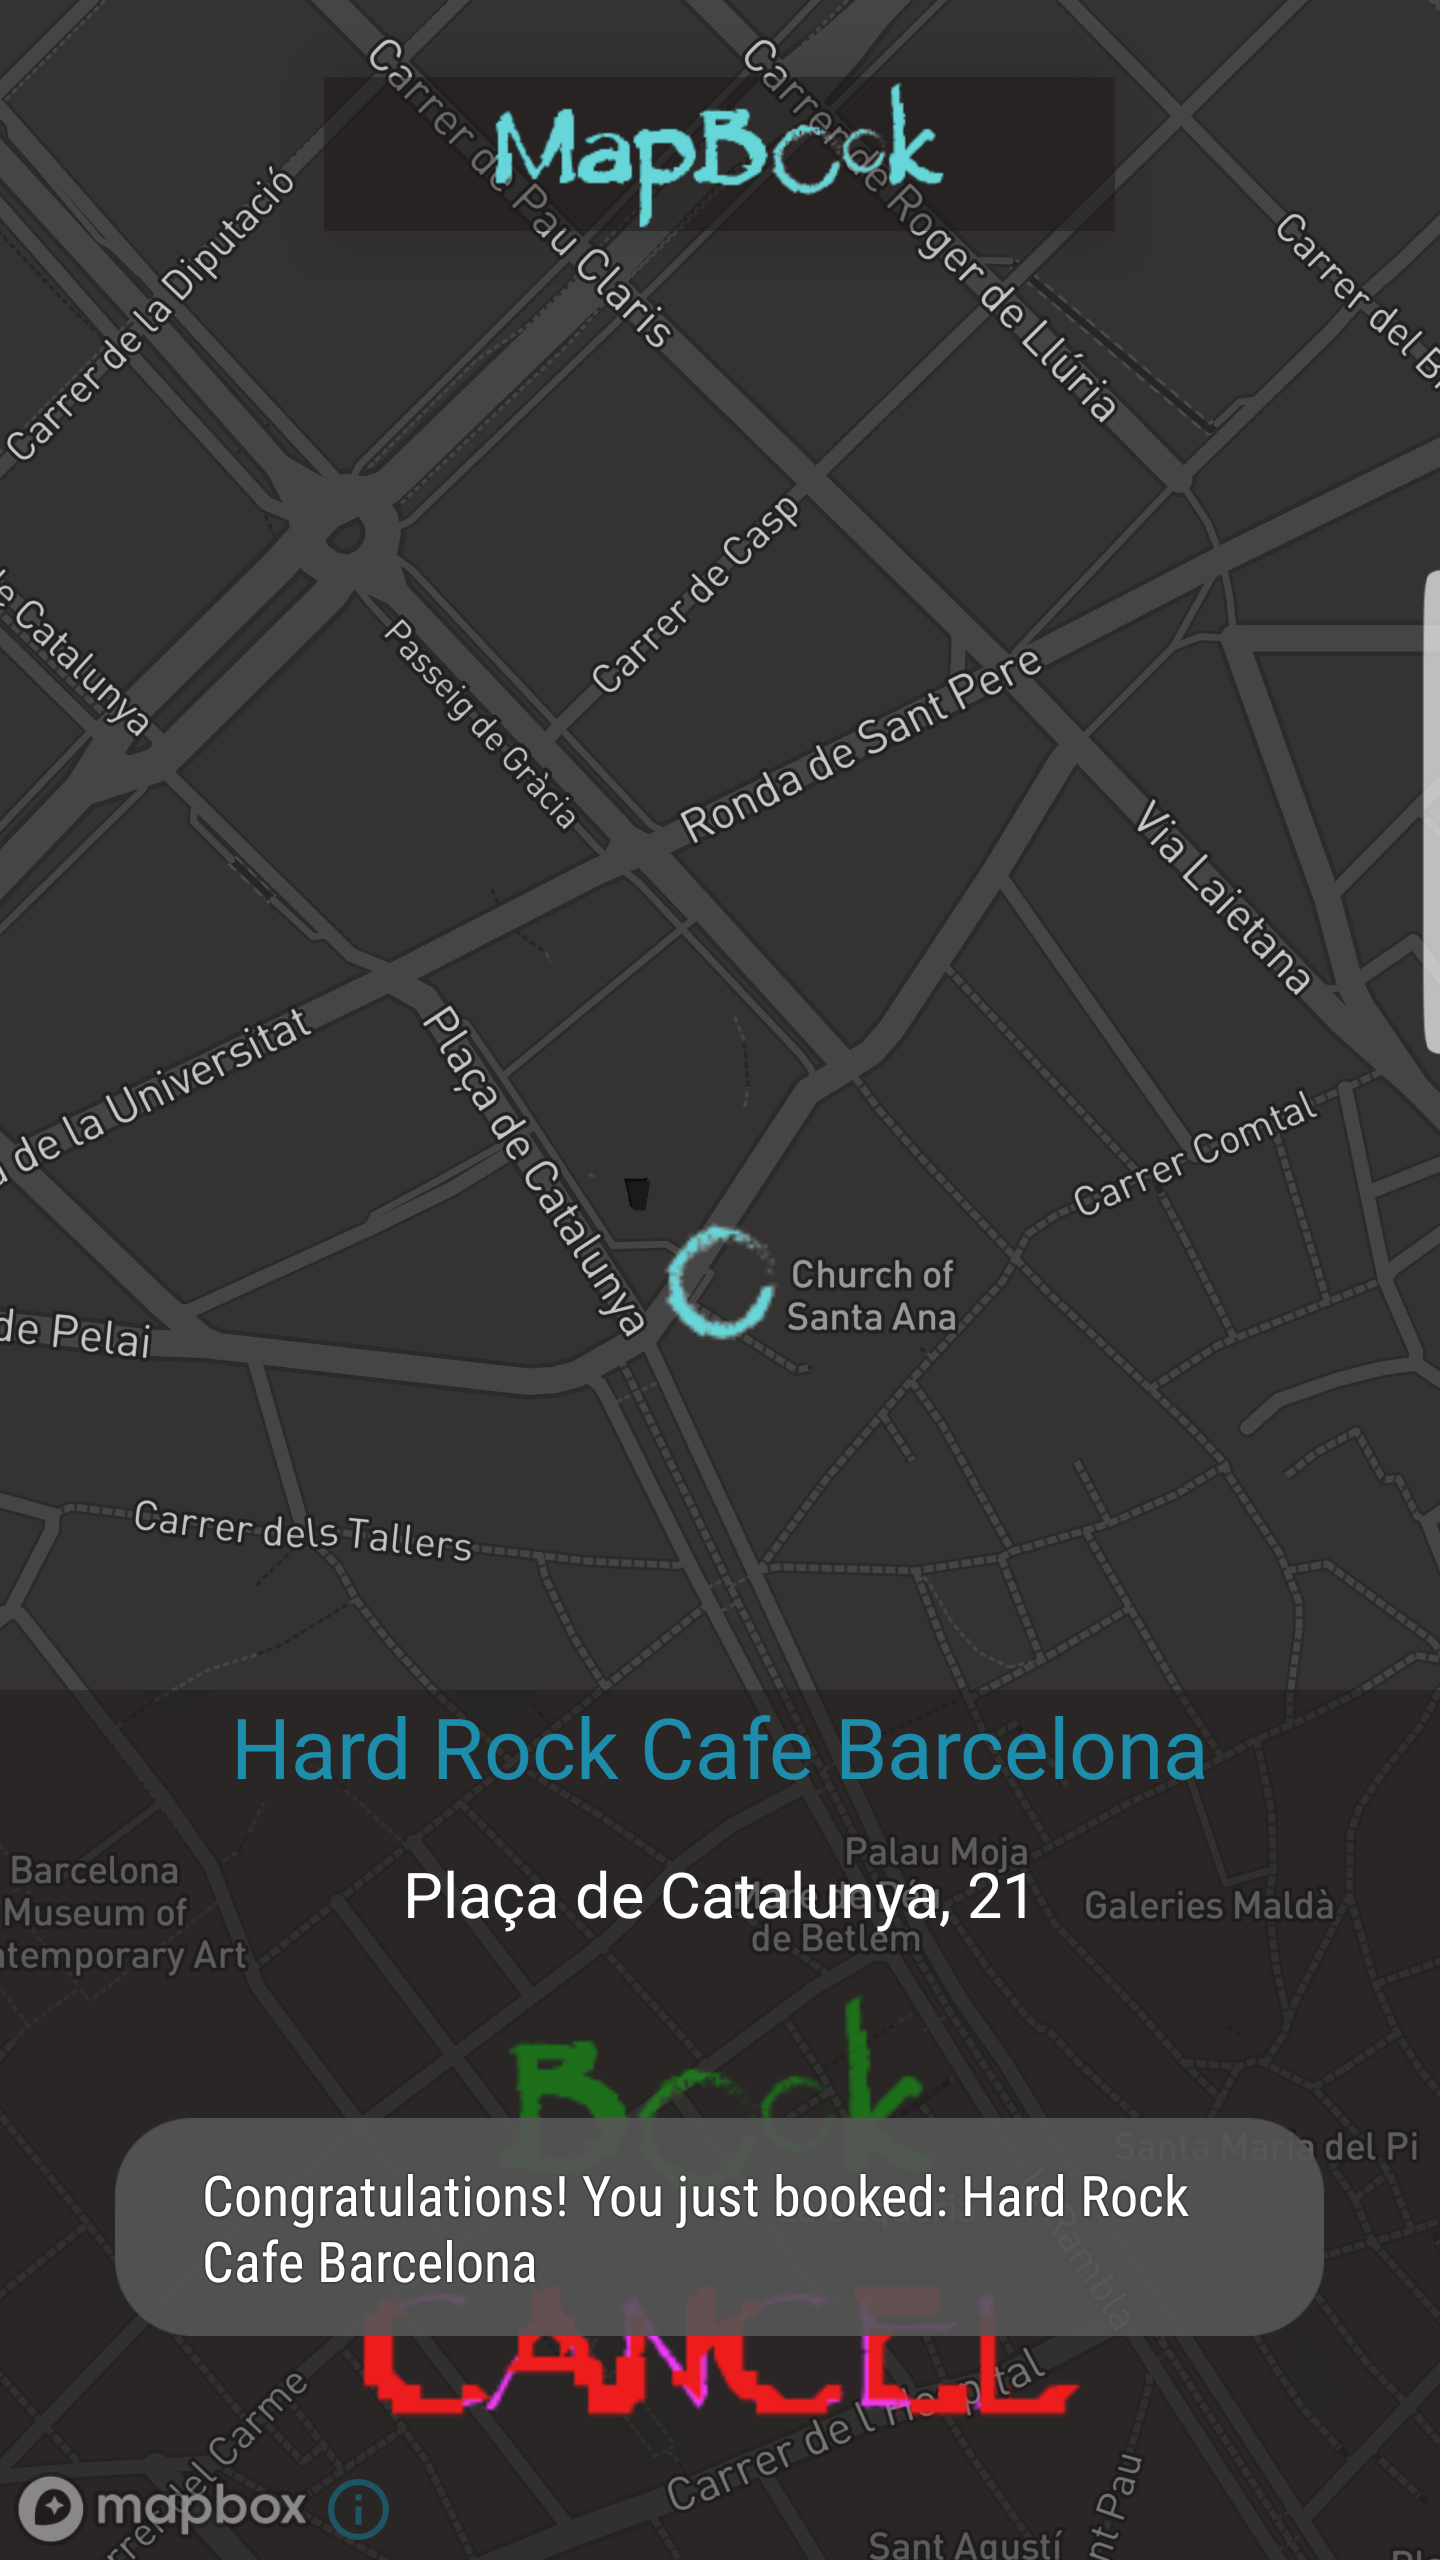 Carrer de Pau Claris
Carrer de Roger de Llúria
MapBook
Carrer de la Diputació
Carrer del B
Carrer de Casp
e Catalunya
Passeig de Gràcia
Ronda de Sant Pere
Via Laietana
de la Universitat
Plaça de Catalunya
Carrer Comtal
Church of
Santa Ana
de Pelai
Carrer dels Tallers
Hard Rock Cafe Barcelona
Palau Moja
Barcelona
Museum of
ntemporary Art
Plaça de Catalunya, 21
de Betlem
Galeries Maldà
Book
Santa Maria del Pi
Congratulations! You just booked: Hard Rock
Cafe Barcelona
Rambla
CANCEL
Carrer de l'Hospital
rrer del Carme
mapbox
nt Pau
Sant Agustí